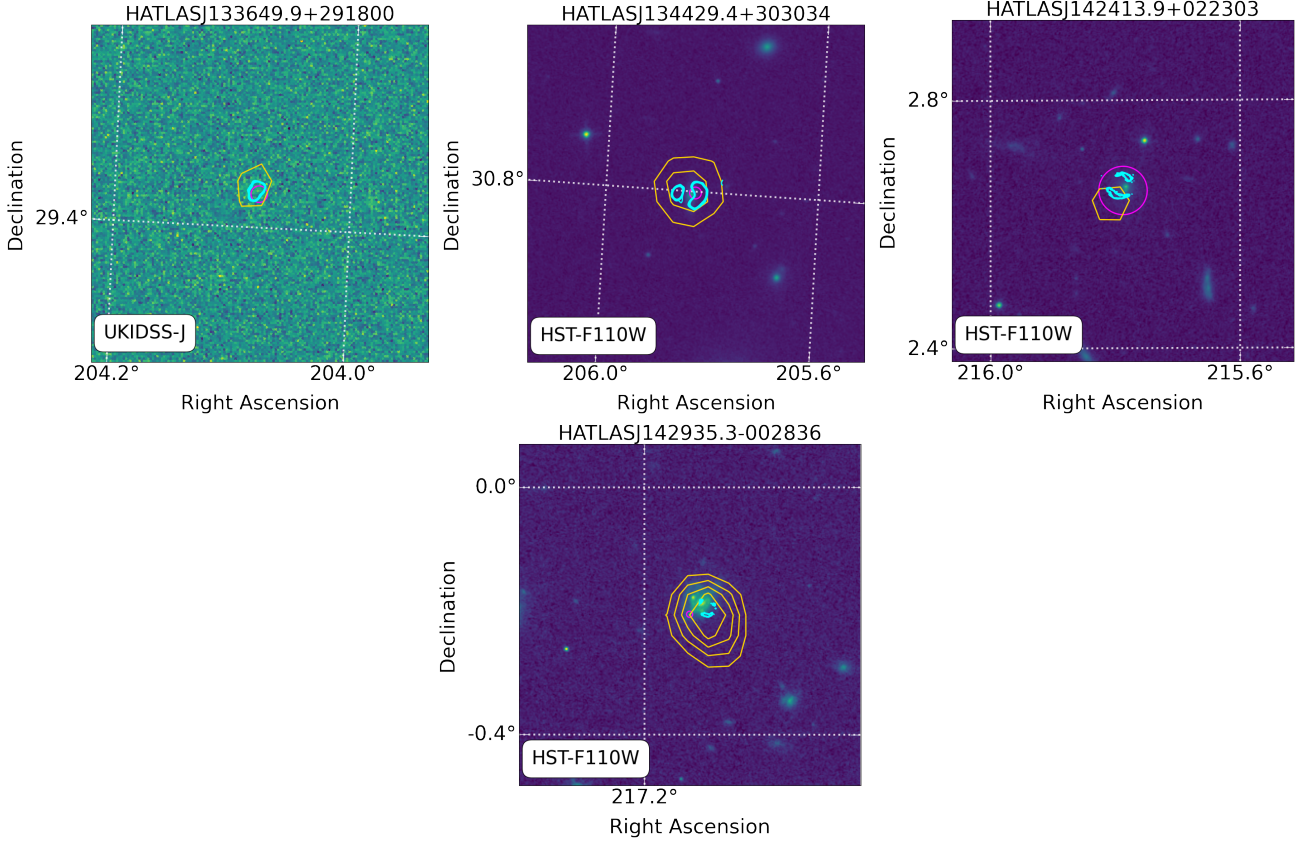 HATLASJ133649.9+291800
Declination
29.4°
UKIDSS-J
204.2°
204.0°
Right Ascension
HATLASJ134429.4+303034
Declination
30.8°
HST-F110W
206.0°
205.6°
Right Ascension
HATLASJ142413.9+022303
Declination
2.8°
2.4°
HST-F110W
216.0°
215.6°
Right Ascension
HATLASJ142935.3-002836
Declination
0.0°
-0.4°
HST-F110W
217.2°
Right Ascension